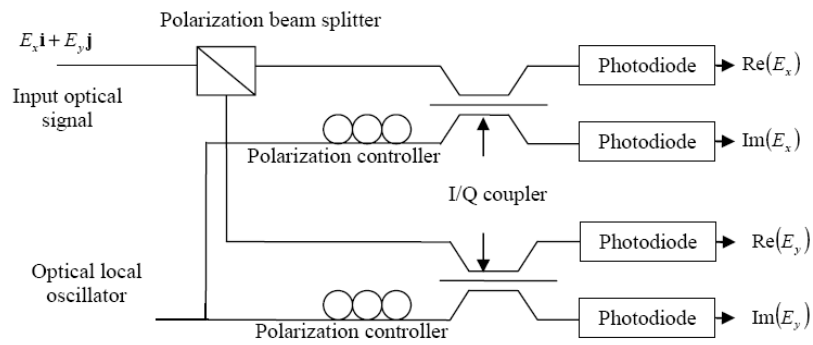 Polarization beam splitter
E_x i + E_y j
Input optical
signal
Photodiode
Re(E_x)
Photodiode
Im(E_x)
Polarization controller
I/Q coupler
Photodiode
Re(E_y)
Optical local
oscillator
Photodiode
Im(E_y)
Polarization controller